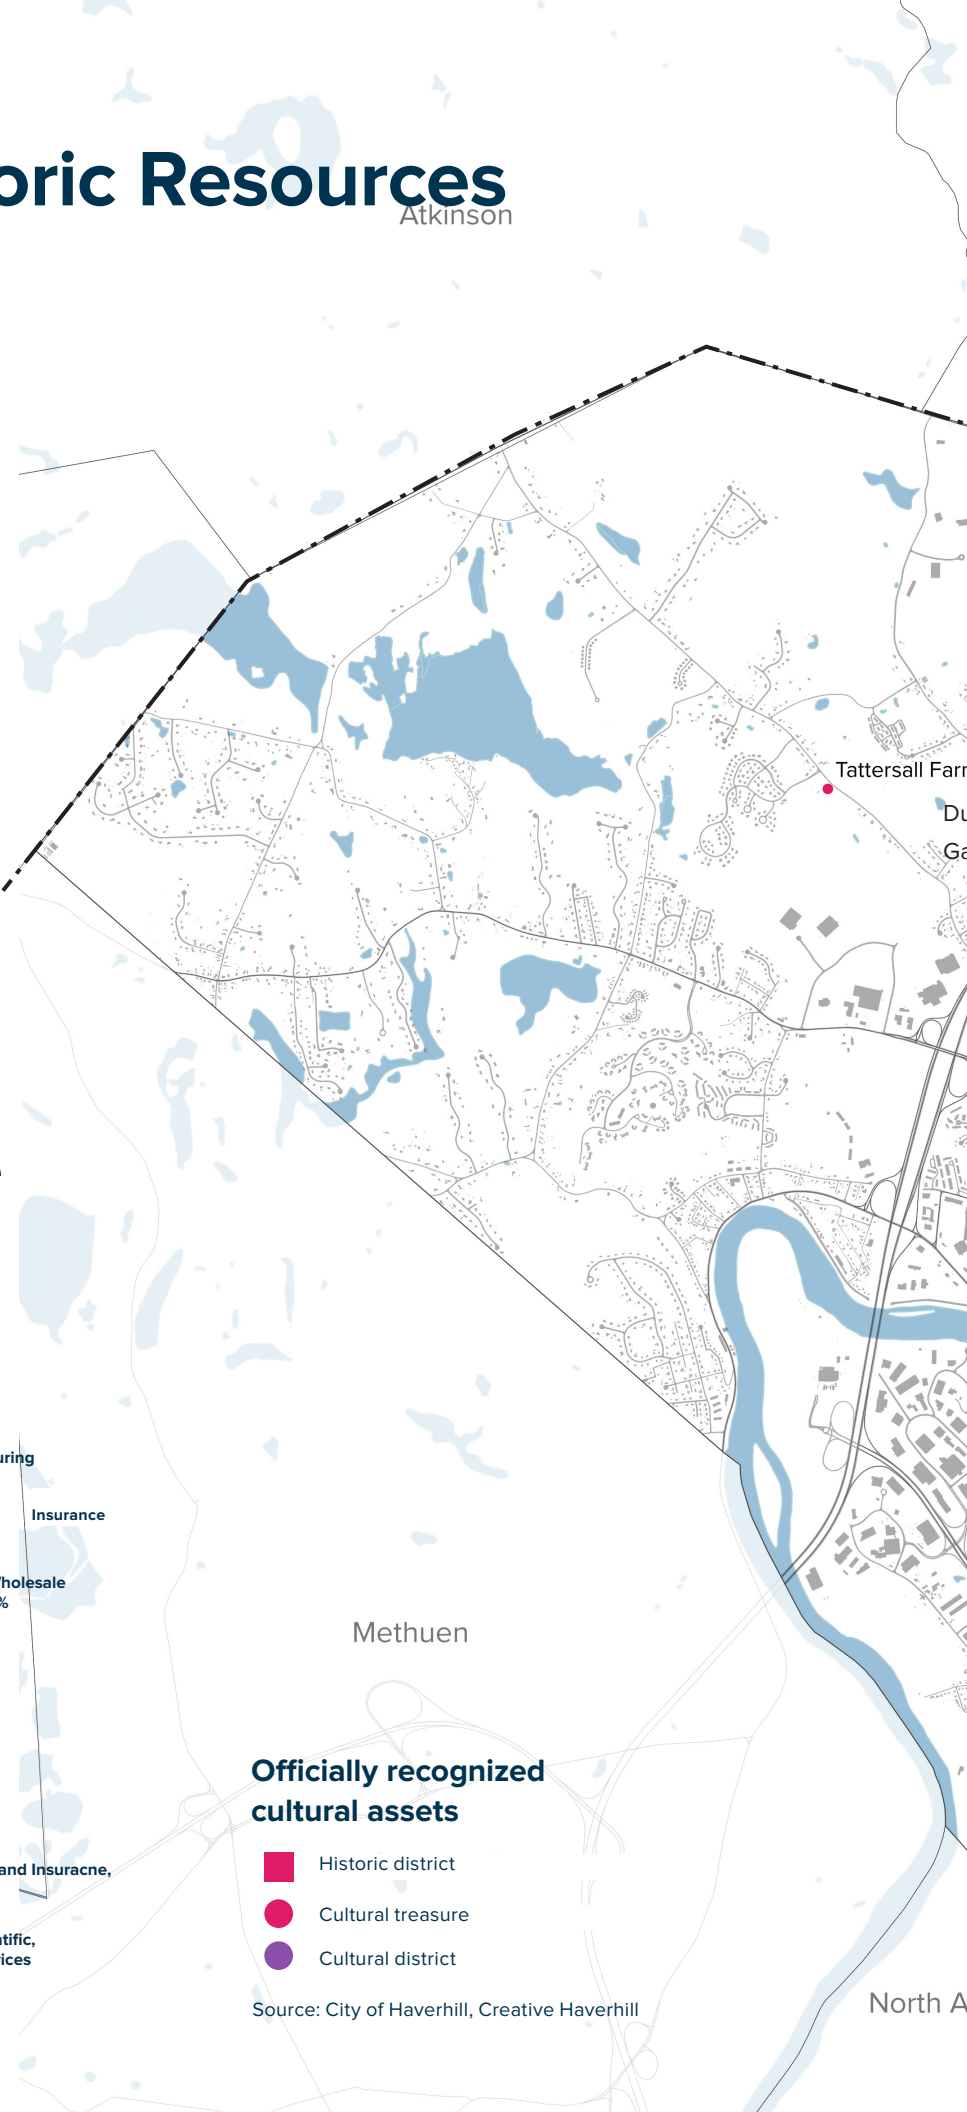 oric Resources
Atkinson
Tattersall Farm
Du
Ga
uring
Insurance
holesale
%
Methuen
Officially recognized
cultural assets
Historic district
and Insuracne,
Cultural treasure
tific,
ices
Cultural district
Source: City of Haverhill, Creative Haverhill
North A